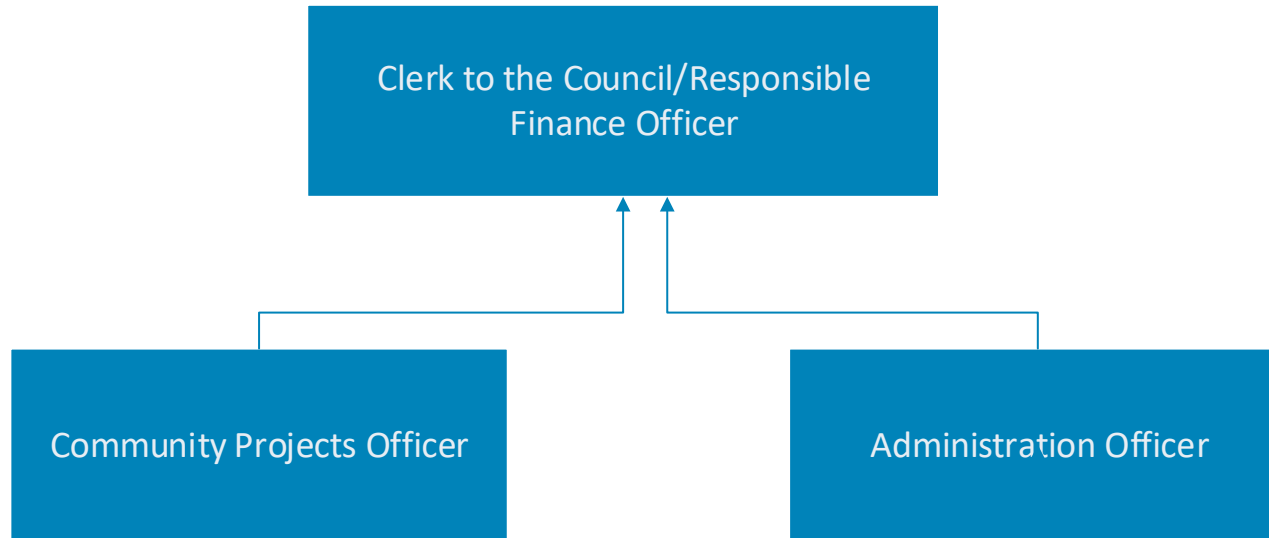 Clerk to the Council/Responsible
Finance Officer
Community Projects Officer
Administration Officer